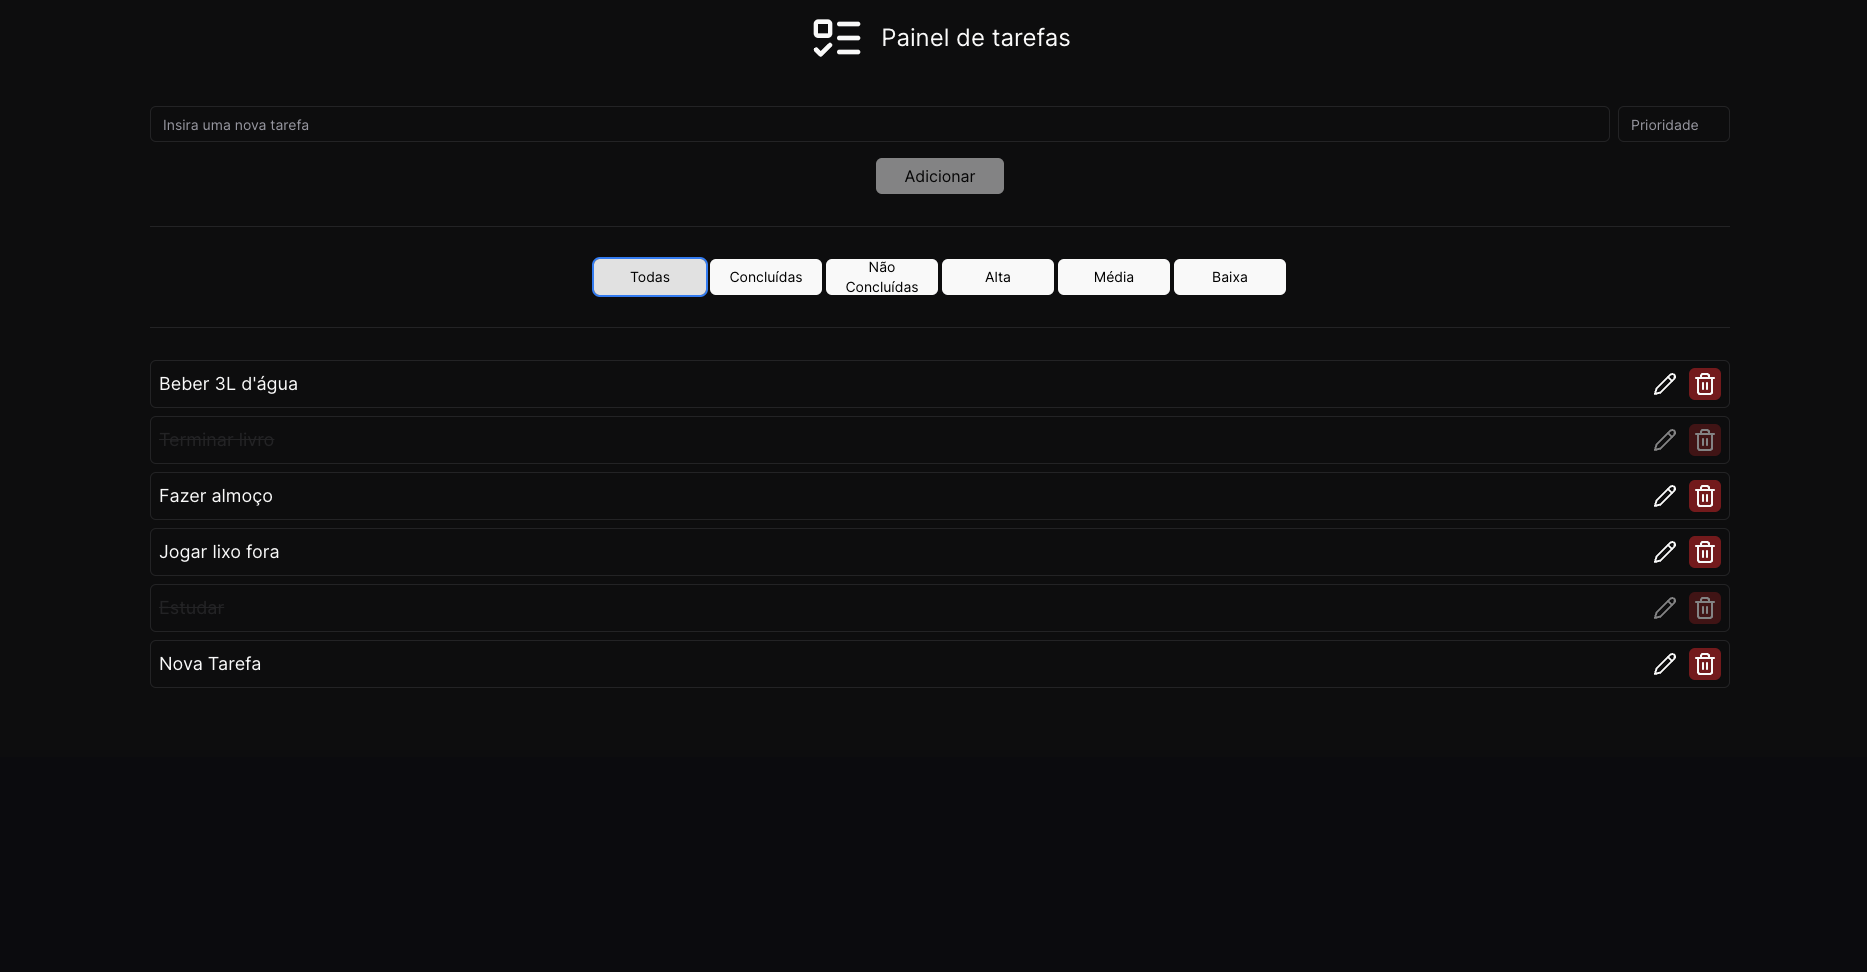 Painel de tarefas
Insira uma nova tarefa
Prioridade
Adicionar
Todas
Concluídas
Não
Concluídas
Alta
Média
Baixa
Beber 3L d'água
Terminar livro
Fazer almoço
Jogar lixo fora
Estudar
Nova Tarefa